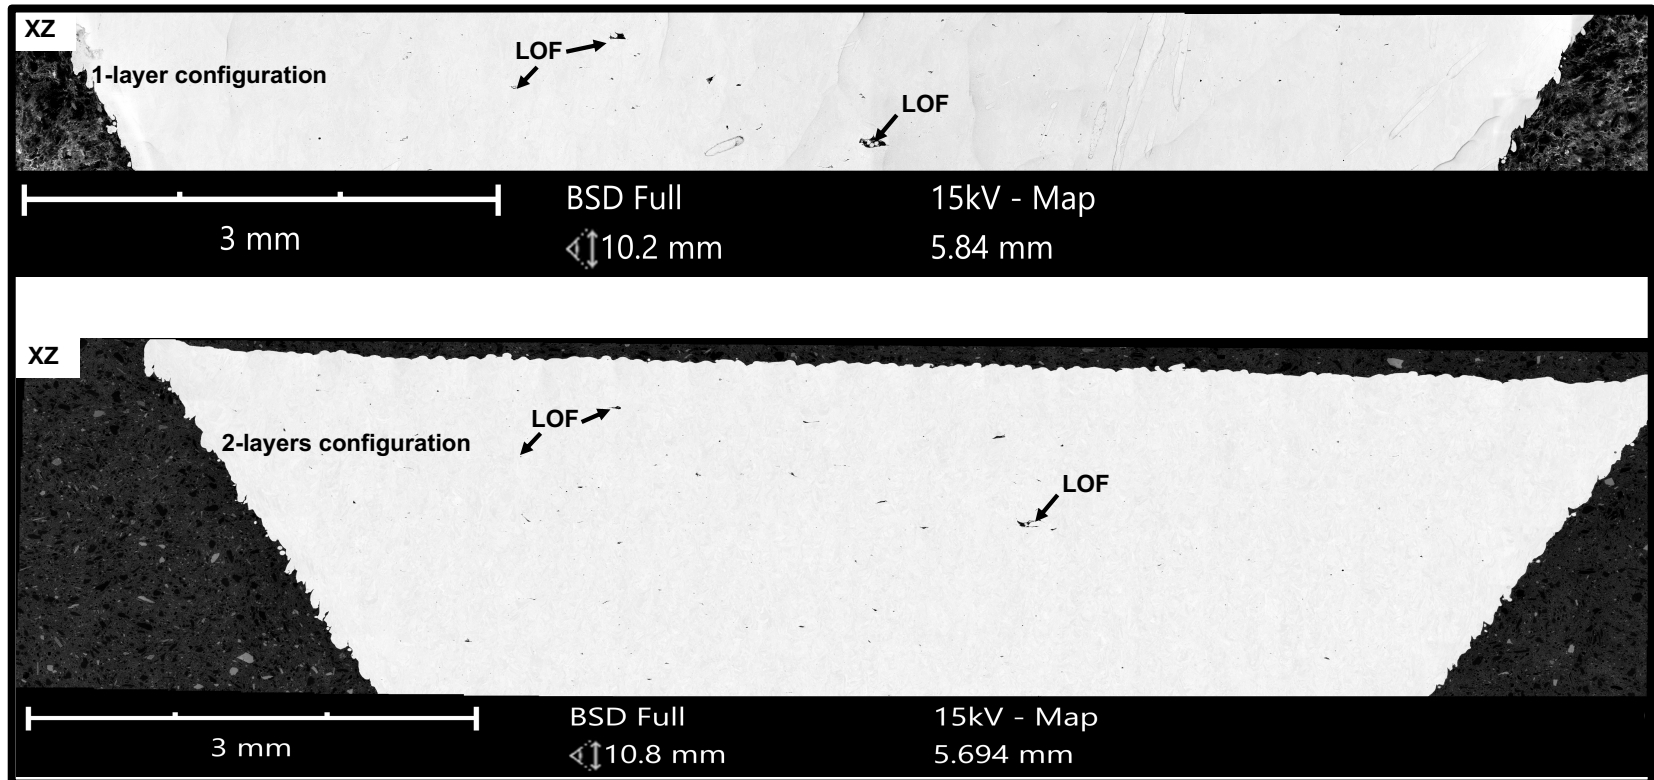 XZ
LOF
1-layer configuration
LOF
3 mm
BSD Full
15kV - Map
10.2 mm
5.84 mm
XZ
LOF
2-layers configuration
LOF
3 mm
BSD Full
15kV - Map
10.8 mm
5.694 mm